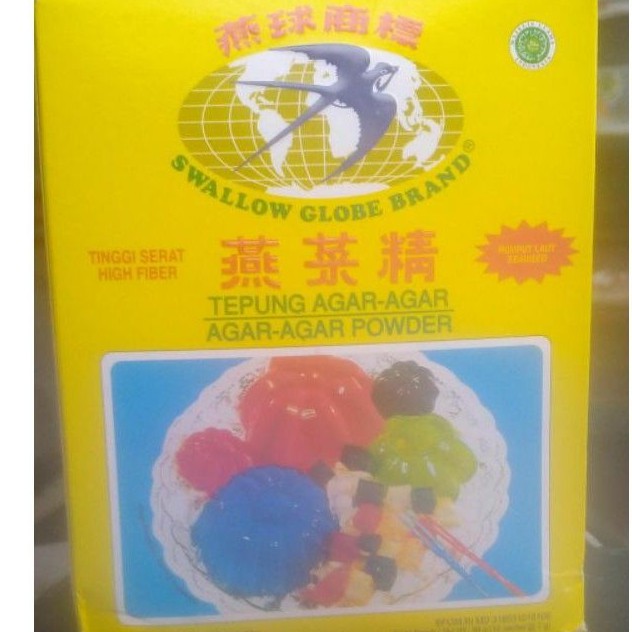 燕球商標
SWALLOW GLOBE BRAND®
TINGGI SERAT
HIGH FIBER
燕菜精
RUMPUT LAUT
SEAWEED
TEPUNG AGAR-AGAR
AGAR-AGAR POWDER